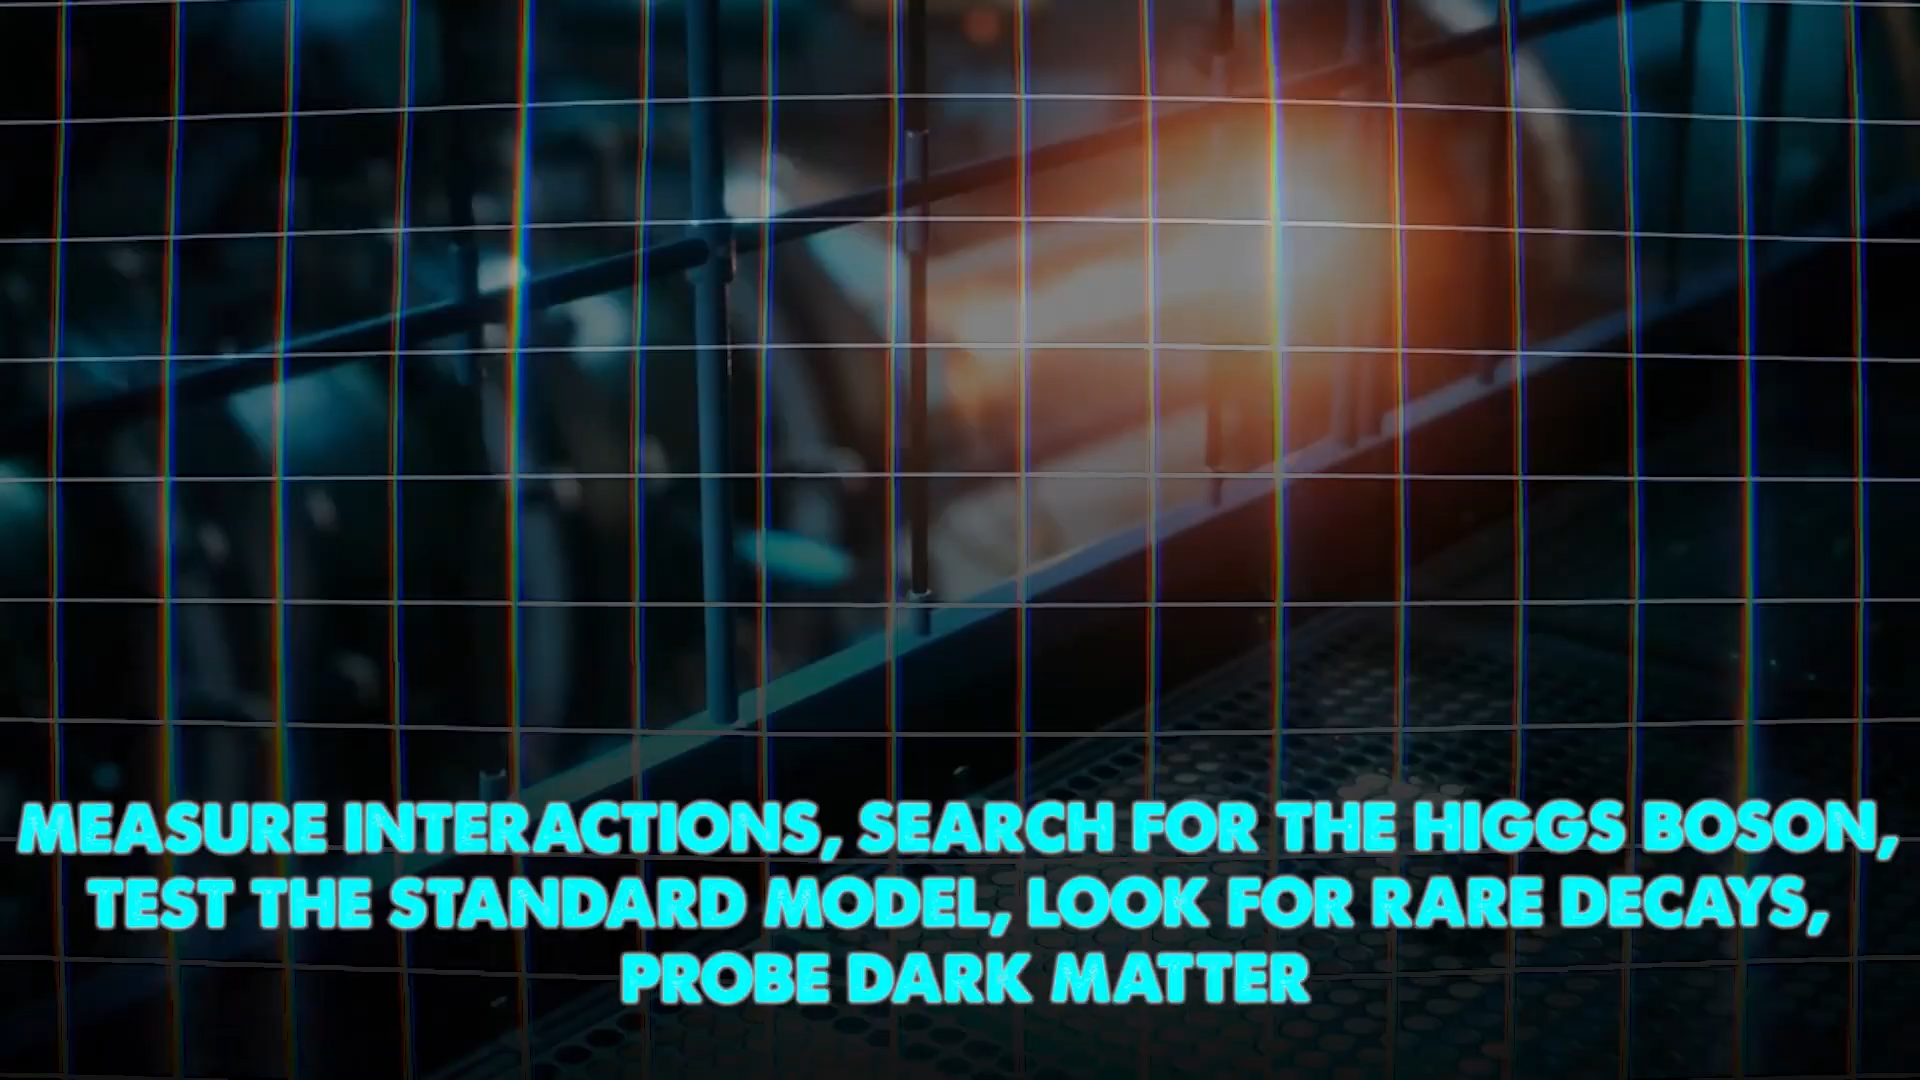 MEASURE INTERACTIONS, SEARCH FOR THE HIGGS BOSON,
TEST THE STANDARD MODEL, LOOK FOR RARE DECAYS,
PROBE DARK MATTER